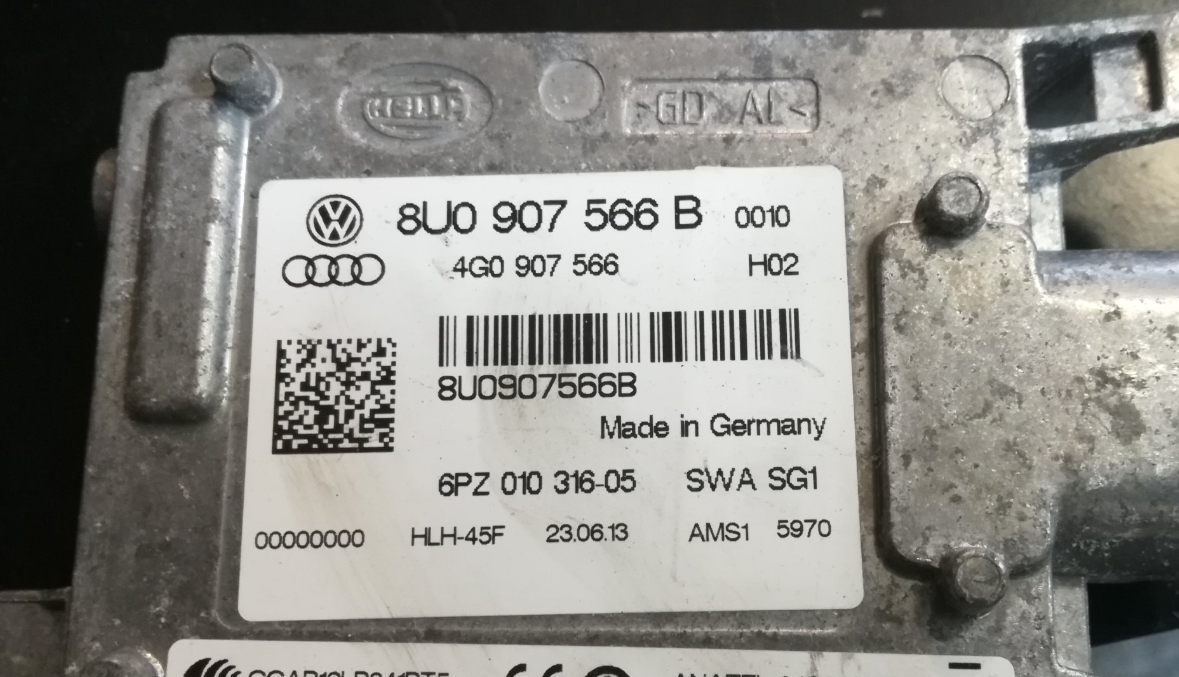 HELLA
>GD AL<
8U0 907 566 B 0010
4G0 907 566 H02
8U0907566B
Made in Germany
6PZ 010 316-05 SWA SG1
00000000 HLH-45F 23.06.13 AMS1 5970